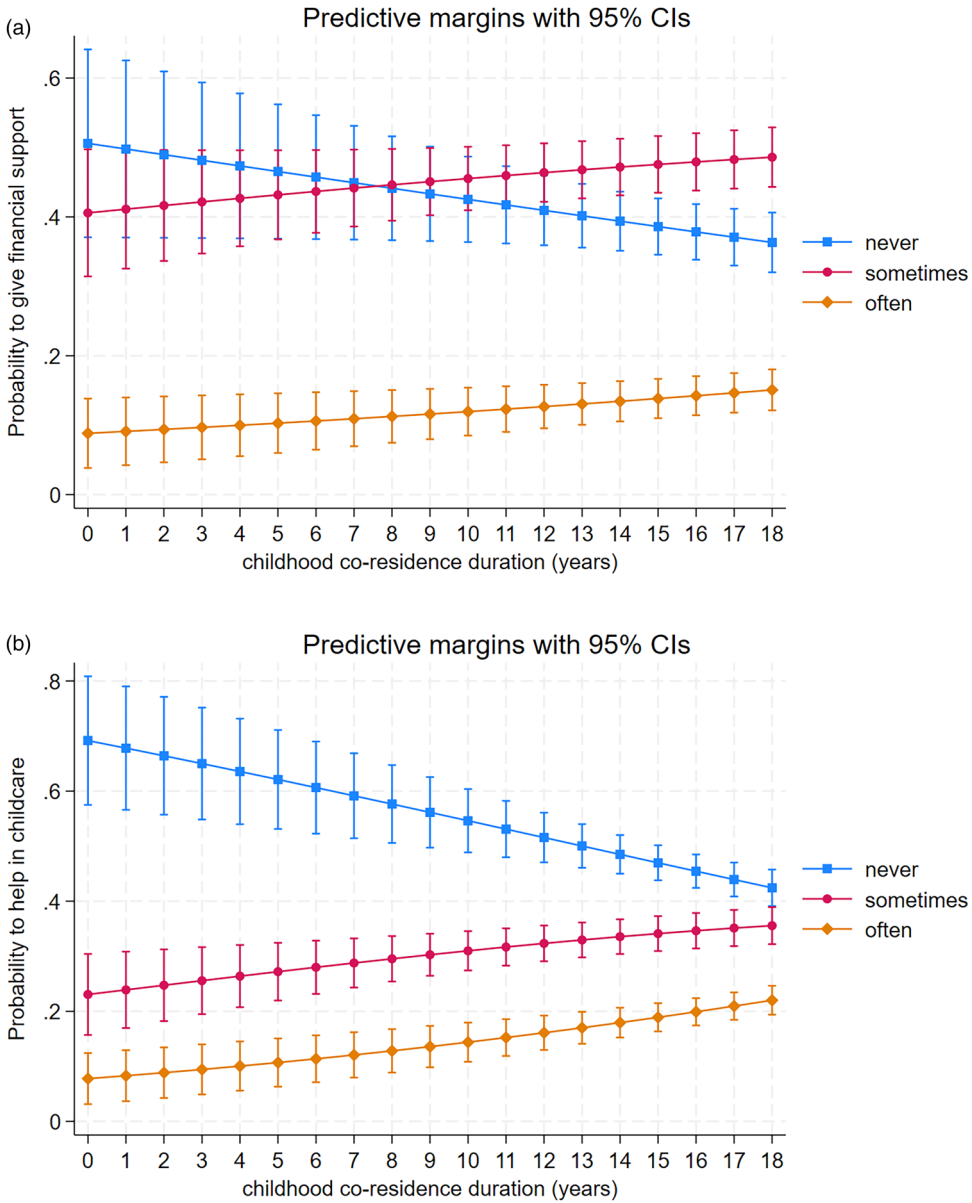 (a)
Predictive margins with 95% CIs
Probability to give financial support
.6
.4
.2
0
0 1 2 3 4 5 6 7 8 9 10 11 12 13 14 15 16 17 18
childhood co-residence duration (years)
never
sometimes
often
(b)
Predictive margins with 95% CIs
Probability to help in childcare
.8
.6
.4
.2
0
0 1 2 3 4 5 6 7 8 9 10 11 12 13 14 15 16 17 18
childhood co-residence duration (years)
never
sometimes
often